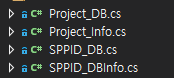 C# Project_DB.cs
C# Project_Info.cs
C# SPPID_DB.cs
C# SPPID_DBInfo.cs